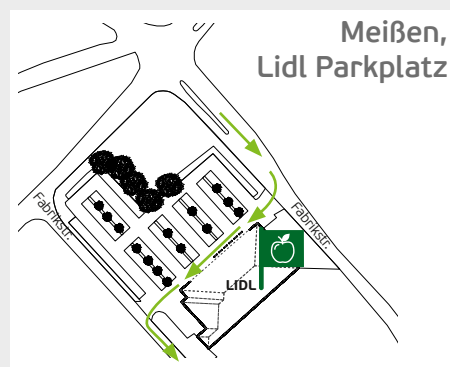 Meißen,
Lidl Parkplatz
Fabrikstr.
Fabrikstr.
LIDL